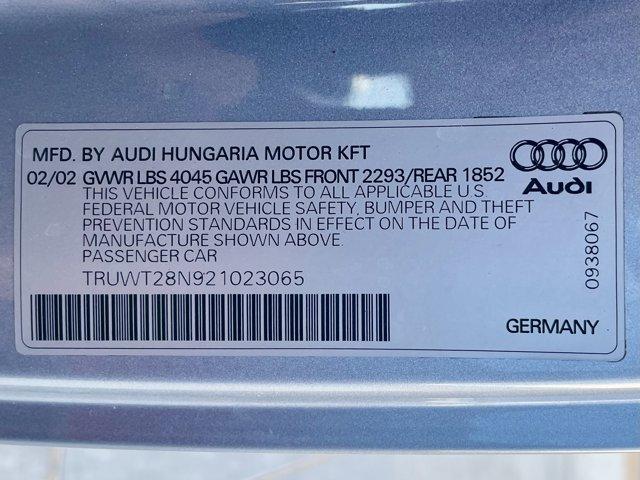 MFD. BY AUDI HUNGARIA MOTOR KFT
02/02 GVWR LBS 4045 GAWR LBS FRONT 2293/REAR 1852
THIS VEHICLE CONFORMS TO ALL APPLICABLE U S
FEDERAL MOTOR VEHICLE SAFETY, BUMPER AND THEFT
PREVENTION STANDARDS IN EFFECT ON THE DATE OF
MANUFACTURE SHOWN ABOVE.
PASSENGER CAR
TRUWT28N921023065
Audi
0938067
GERMANY